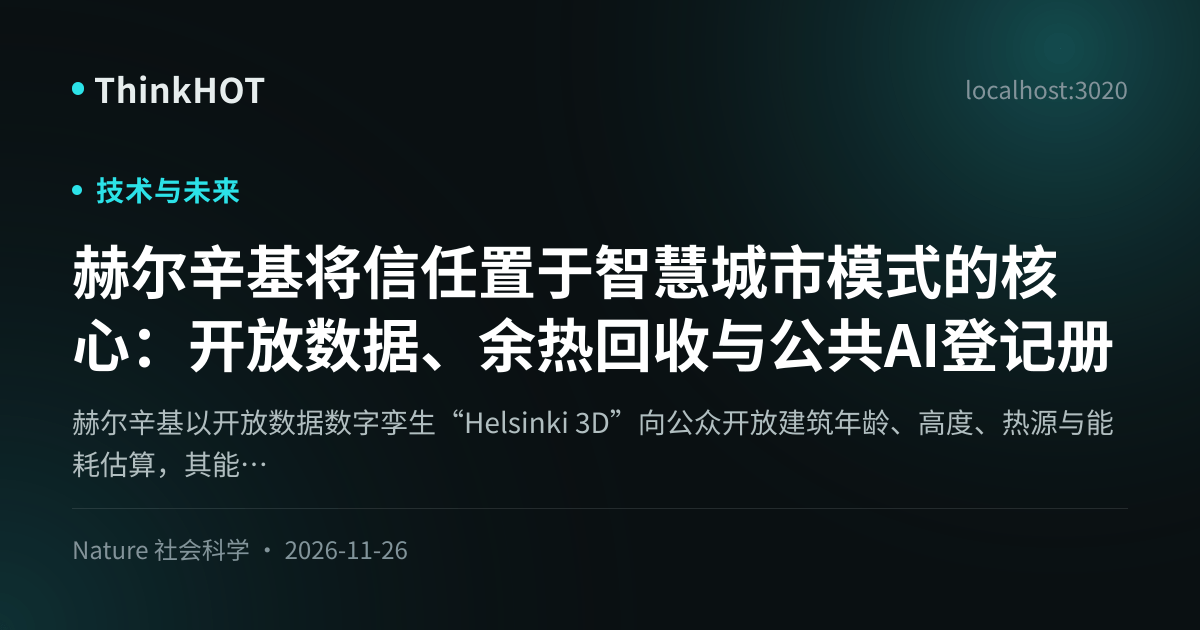 ThinkHOT
localhost:3020
技术与未来
赫尔辛基将信任置于智慧城市模式的核
心：开放数据、余热回收与公共AI登记册
赫尔辛基以开放数据数字孪生“Helsinki 3D”向公众开放建筑年龄、高度、热源与能
耗估算，其能…
Nature 社会科学 · 2026-11-26